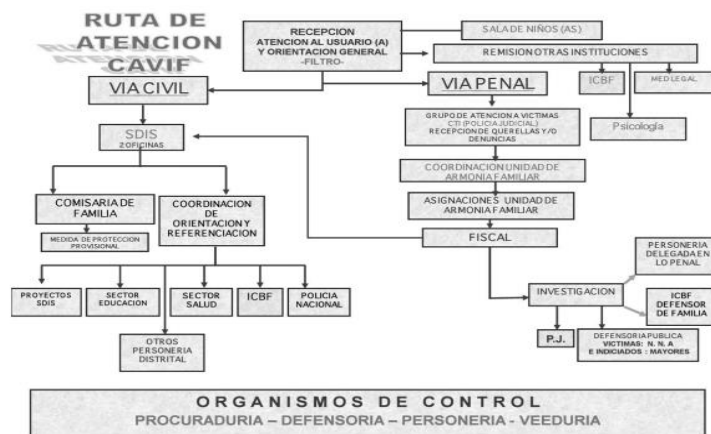 RUTA DE
ATENCION
CAVIF
RECEPCION
ATENCION AL USUARIO (A)
Y ORIENTACION GENERAL
-FILTRO-
SALA DE NIÑOS (AS)
REMISION OTRAS INSTITUCIONES
ICBF
MED LEGAL
Psicología
VIA CIVIL
VIA PENAL
SDIS
2 OFICINAS
GRUPO DE ATENCION A VICTIMAS
CTI (POLICIA JUDICIAL)
RECEPCION DE QUERELLAS Y/O
DENUNCIAS
COORDINACION UNIDAD DE
ARMONIA FAMILIAR
ASIGNACIONES UNIDAD DE
ARMONIA FAMILIAR
FISCAL
COMISARIA DE
FAMILIA
MEDIDA DE PROTECCION
PROVISIONAL
COORDINACION
DE
ORIENTACION Y
REFERENCIACION
PROYECTOS
SDIS
SECTOR
EDUCACION
SECTOR
SALUD
ICBF
POLICIA
NACIONAL
OTROS
PERSONERIA
DISTRITAL
INVESTIGACION
PERSONERIA
DELEGADA EN
LO PENAL
ICBF
DEFENSOR
DE FAMILIA
P.J.
DEFENSORIA PUBLICA
VICTIMAS: N. N. A
E INDICIADOS : MAYORES
ORGANISMOS DE CONTROL
PROCURADURIA – DEFENSORIA – PERSONERIA - VEEDURIA